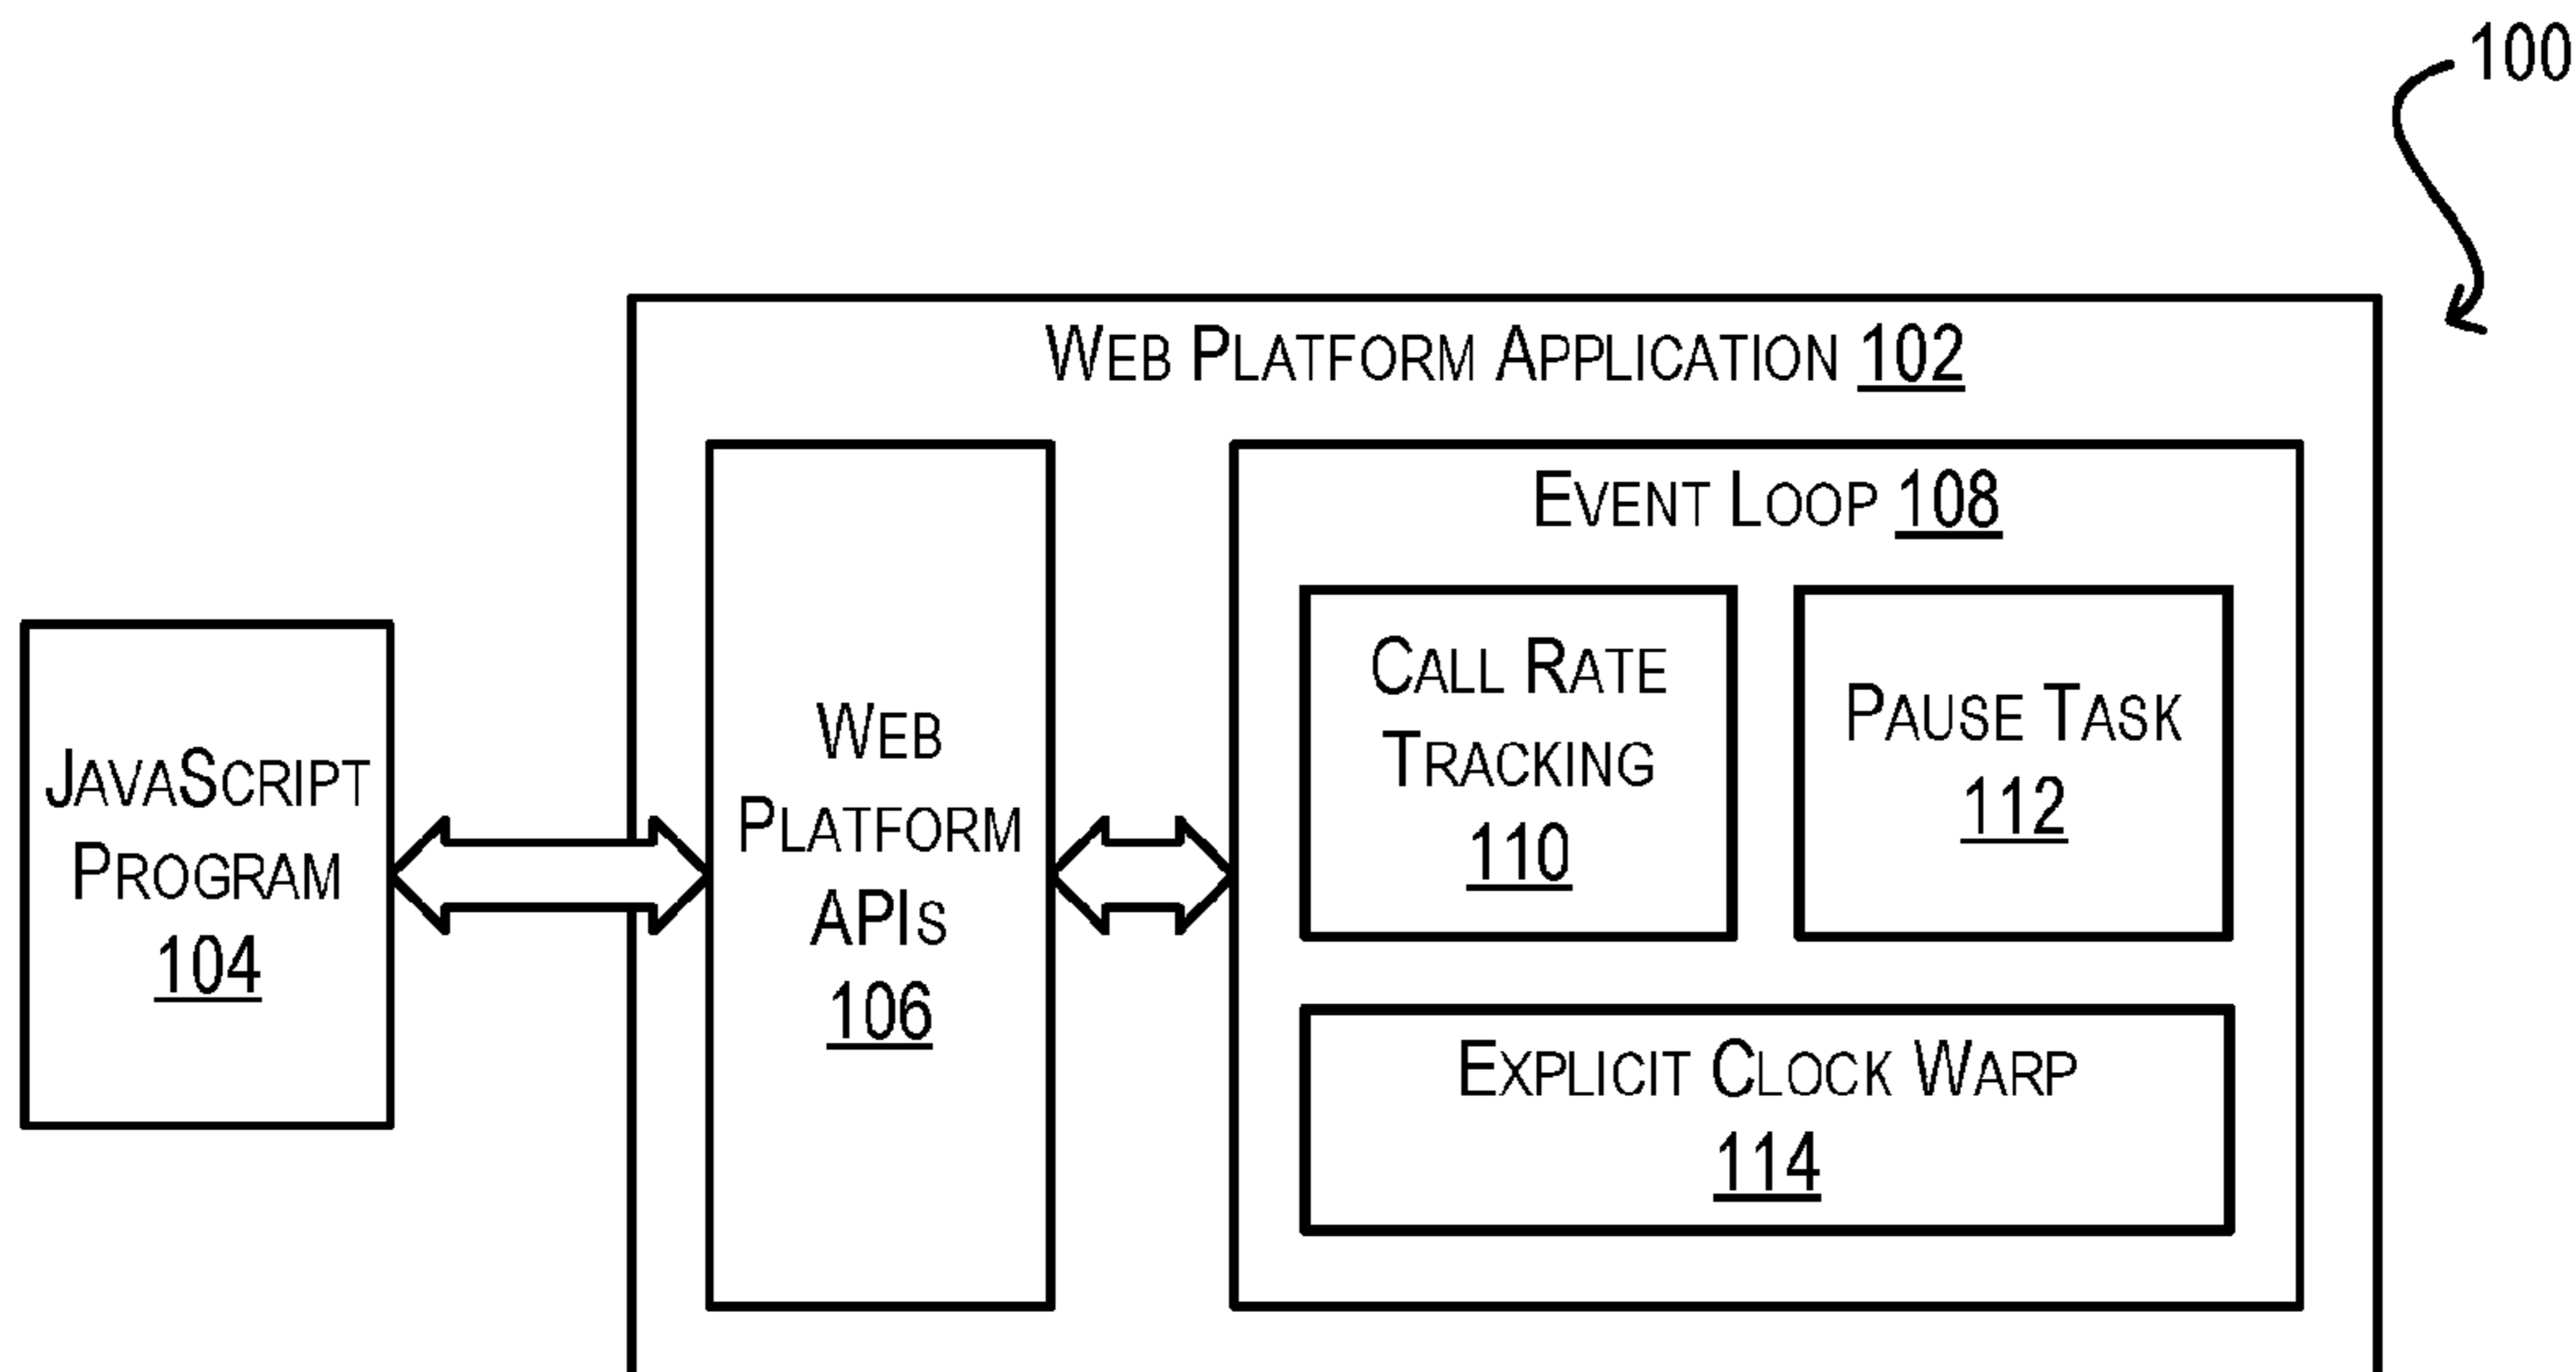 100
WEB PLATFORM APPLICATION 102
JAVASCRIPT
PROGRAM
104
WEB
PLATFORM
APIS
106
EVENT LOOP 108
CALL RATE
TRACKING
110
PAUSE TASK
112
EXPLICIT CLOCK WARP
114